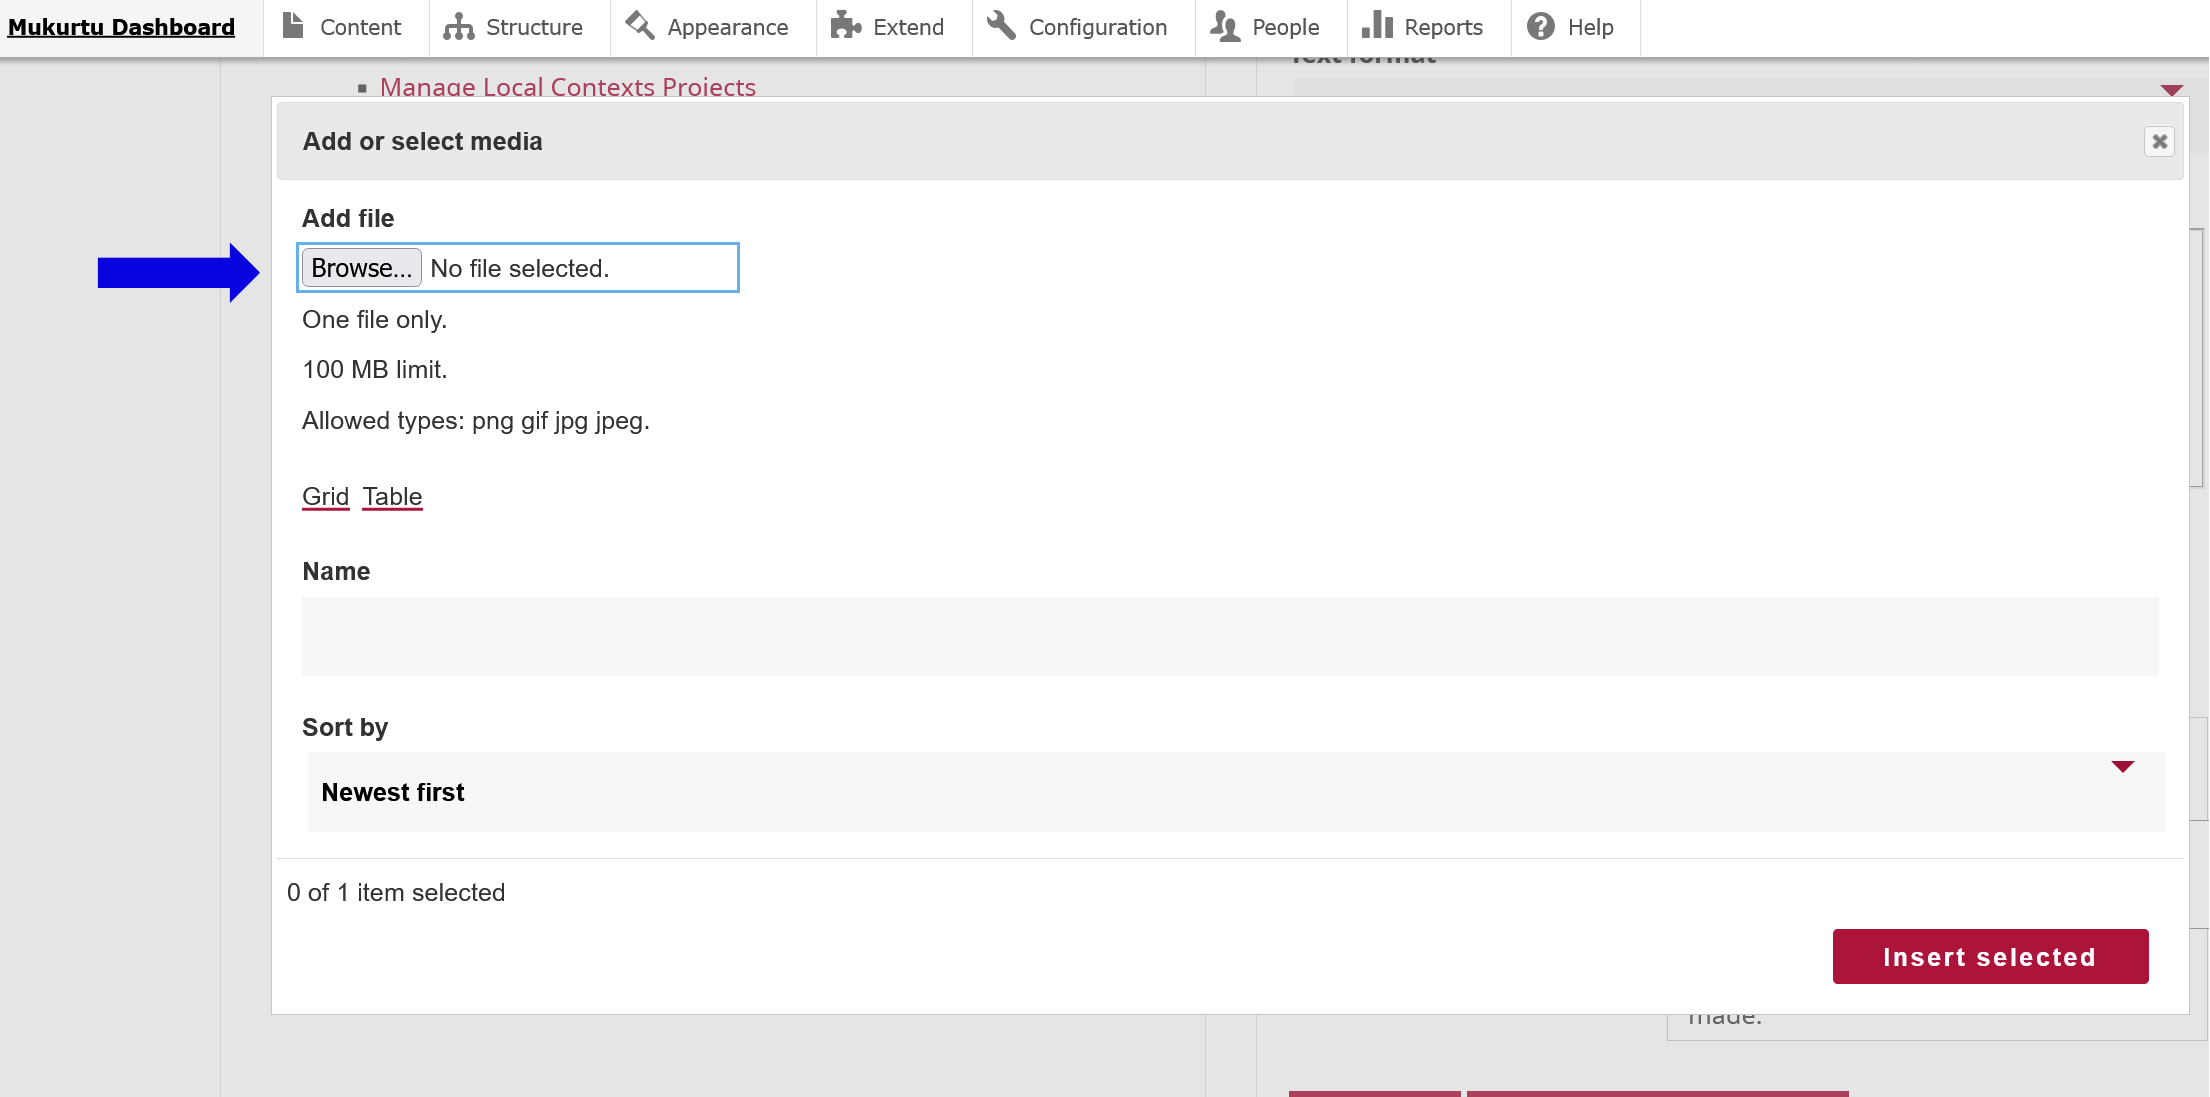 Mukurtu Dashboard Content Structure Appearance Extend Configuration People Reports Help
Text format
Manage Local Contexts Projects
Add or select media
Add file
Browse... No file selected.
One file only.
100 MB limit.
Allowed types: png gif jpg jpeg.
Grid Table
Name
Sort by
Newest first
0 of 1 item selected
Insert selected
made.